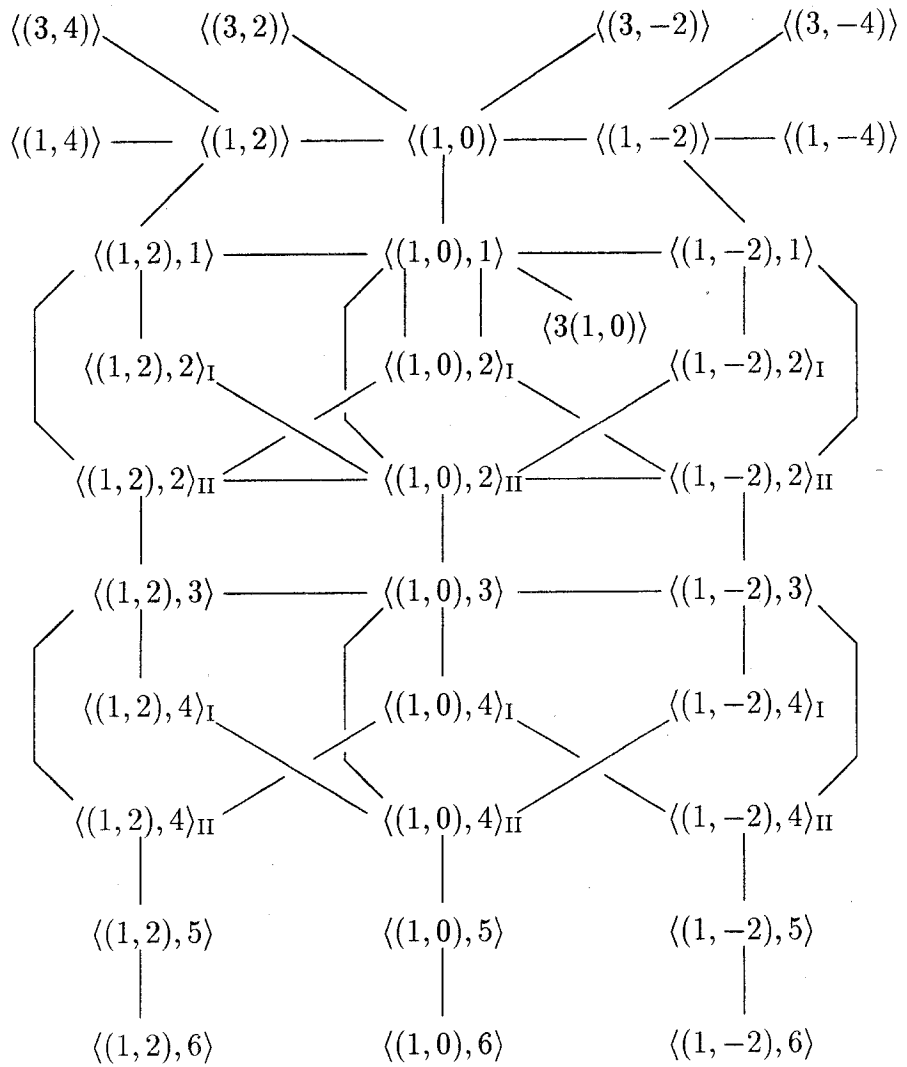 ⟨(3, 4)⟩ ⟨(3, 2)⟩ ⟨(3, −2)⟩ ⟨(3, −4)⟩
⟨(1, 4)⟩ ⟨(1, 2)⟩ ⟨(1, 0)⟩ ⟨(1, −2)⟩ ⟨(1, −4)⟩
⟨(1, 2), 1⟩ ⟨(1, 0), 1⟩ ⟨(1, −2), 1⟩
⟨3(1, 0)⟩
⟨(1, 2), 2⟩I ⟨(1, 0), 2⟩I ⟨(1, −2), 2⟩I
⟨(1, 2), 2⟩II ⟨(1, 0), 2⟩II ⟨(1, −2), 2⟩II
⟨(1, 2), 3⟩ ⟨(1, 0), 3⟩ ⟨(1, −2), 3⟩
⟨(1, 2), 4⟩I ⟨(1, 0), 4⟩I ⟨(1, −2), 4⟩I
⟨(1, 2), 4⟩II ⟨(1, 0), 4⟩II ⟨(1, −2), 4⟩II
⟨(1, 2), 5⟩ ⟨(1, 0), 5⟩ ⟨(1, −2), 5⟩
⟨(1, 2), 6⟩ ⟨(1, 0), 6⟩ ⟨(1, −2), 6⟩